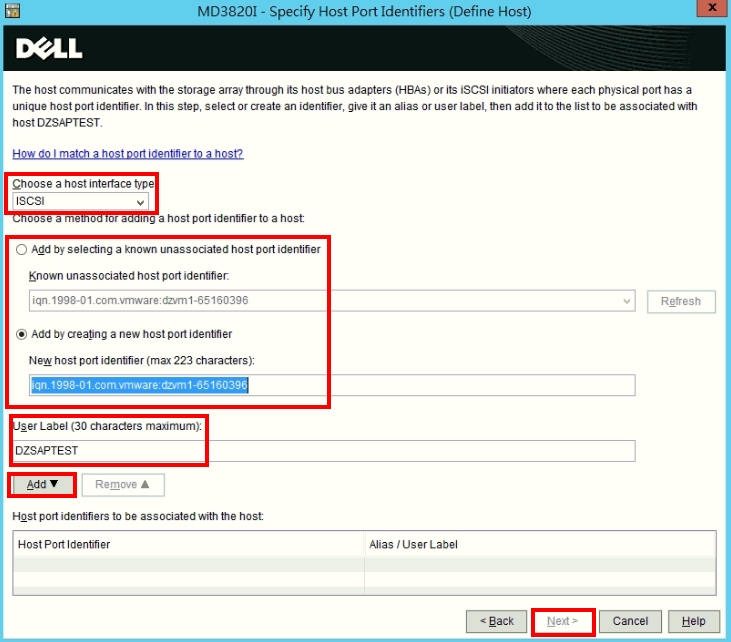 MD3820I - Specify Host Port Identifiers (Define Host)
x
DELL
The host communicates with the storage array through its host bus adapters (HBAs) or its iSCSI initiators where each physical port has a
unique host port identifier. In this step, select or create an identifier, give it an alias or user label, then add it to the list to be associated with
host DZSAPTEST.
How do I match a host port identifier to a host?
Choose a host interface type
ISCSI
Choose a method for adding a host port identifier to a host:
Add by selecting a known unassociated host port identifier
Known unassociated host port identifier:
iqn.1998-01.com.vmware:dzvm1-65160396
Refresh
Add by creating a new host port identifier
New host port identifier (max 223 characters):
iqn.1998-01.com.vmware:dzvm1-65160396
User Label (30 characters maximum):
DZSAPTEST
Add ▼ Remove ▲
Host port identifiers to be associated with the host:
Host Port Identifier Alias / User Label
< Back Next > Cancel Help